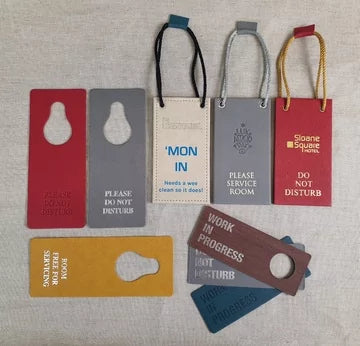 PLEASE
DO NOT
DISTURB
PLEASE
DO NOT
DISTURB
'MON
IN
Needs a wee
clean so it does!
PLEASE
SERVICE
ROOM
Sloane
Square
HOTEL
DO
NOT
DISTURB
ROOM
FREE FOR
SERVICING
WORK
IN
PROGRESS
NOT
DISTURB
WORK IN
PROGRESS